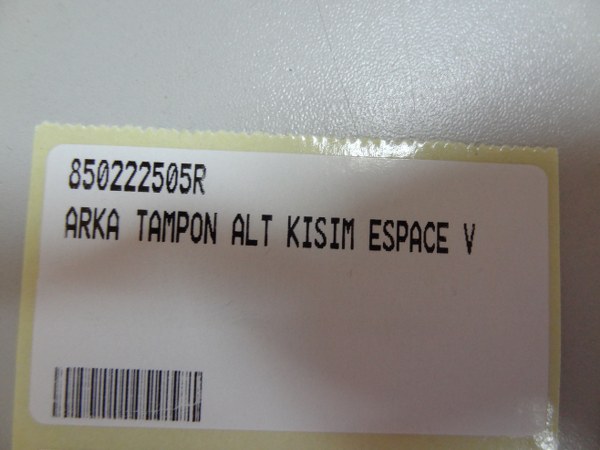 850222505R
ARKA TAMPON ALT KISIM ESPACE V